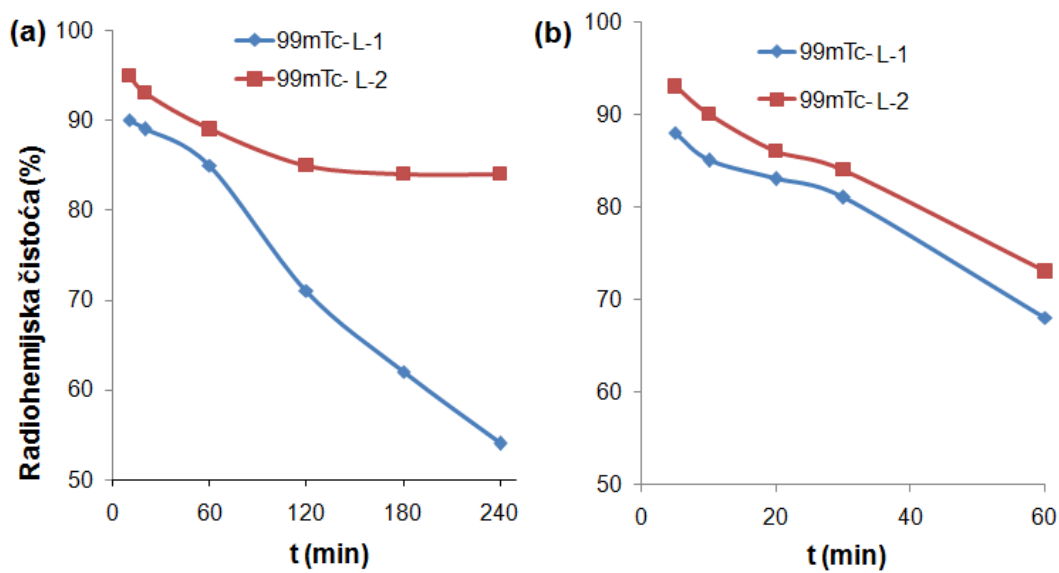 (a)
99mTc- L-1
99mTc- L-2
Radiohemijska čistoća (%)
100
90
80
70
60
50
0 60 120 180 240
t (min)
(b)
99mTc- L-1
99mTc- L-2
100
90
80
70
60
50
0 20 40 60
t (min)